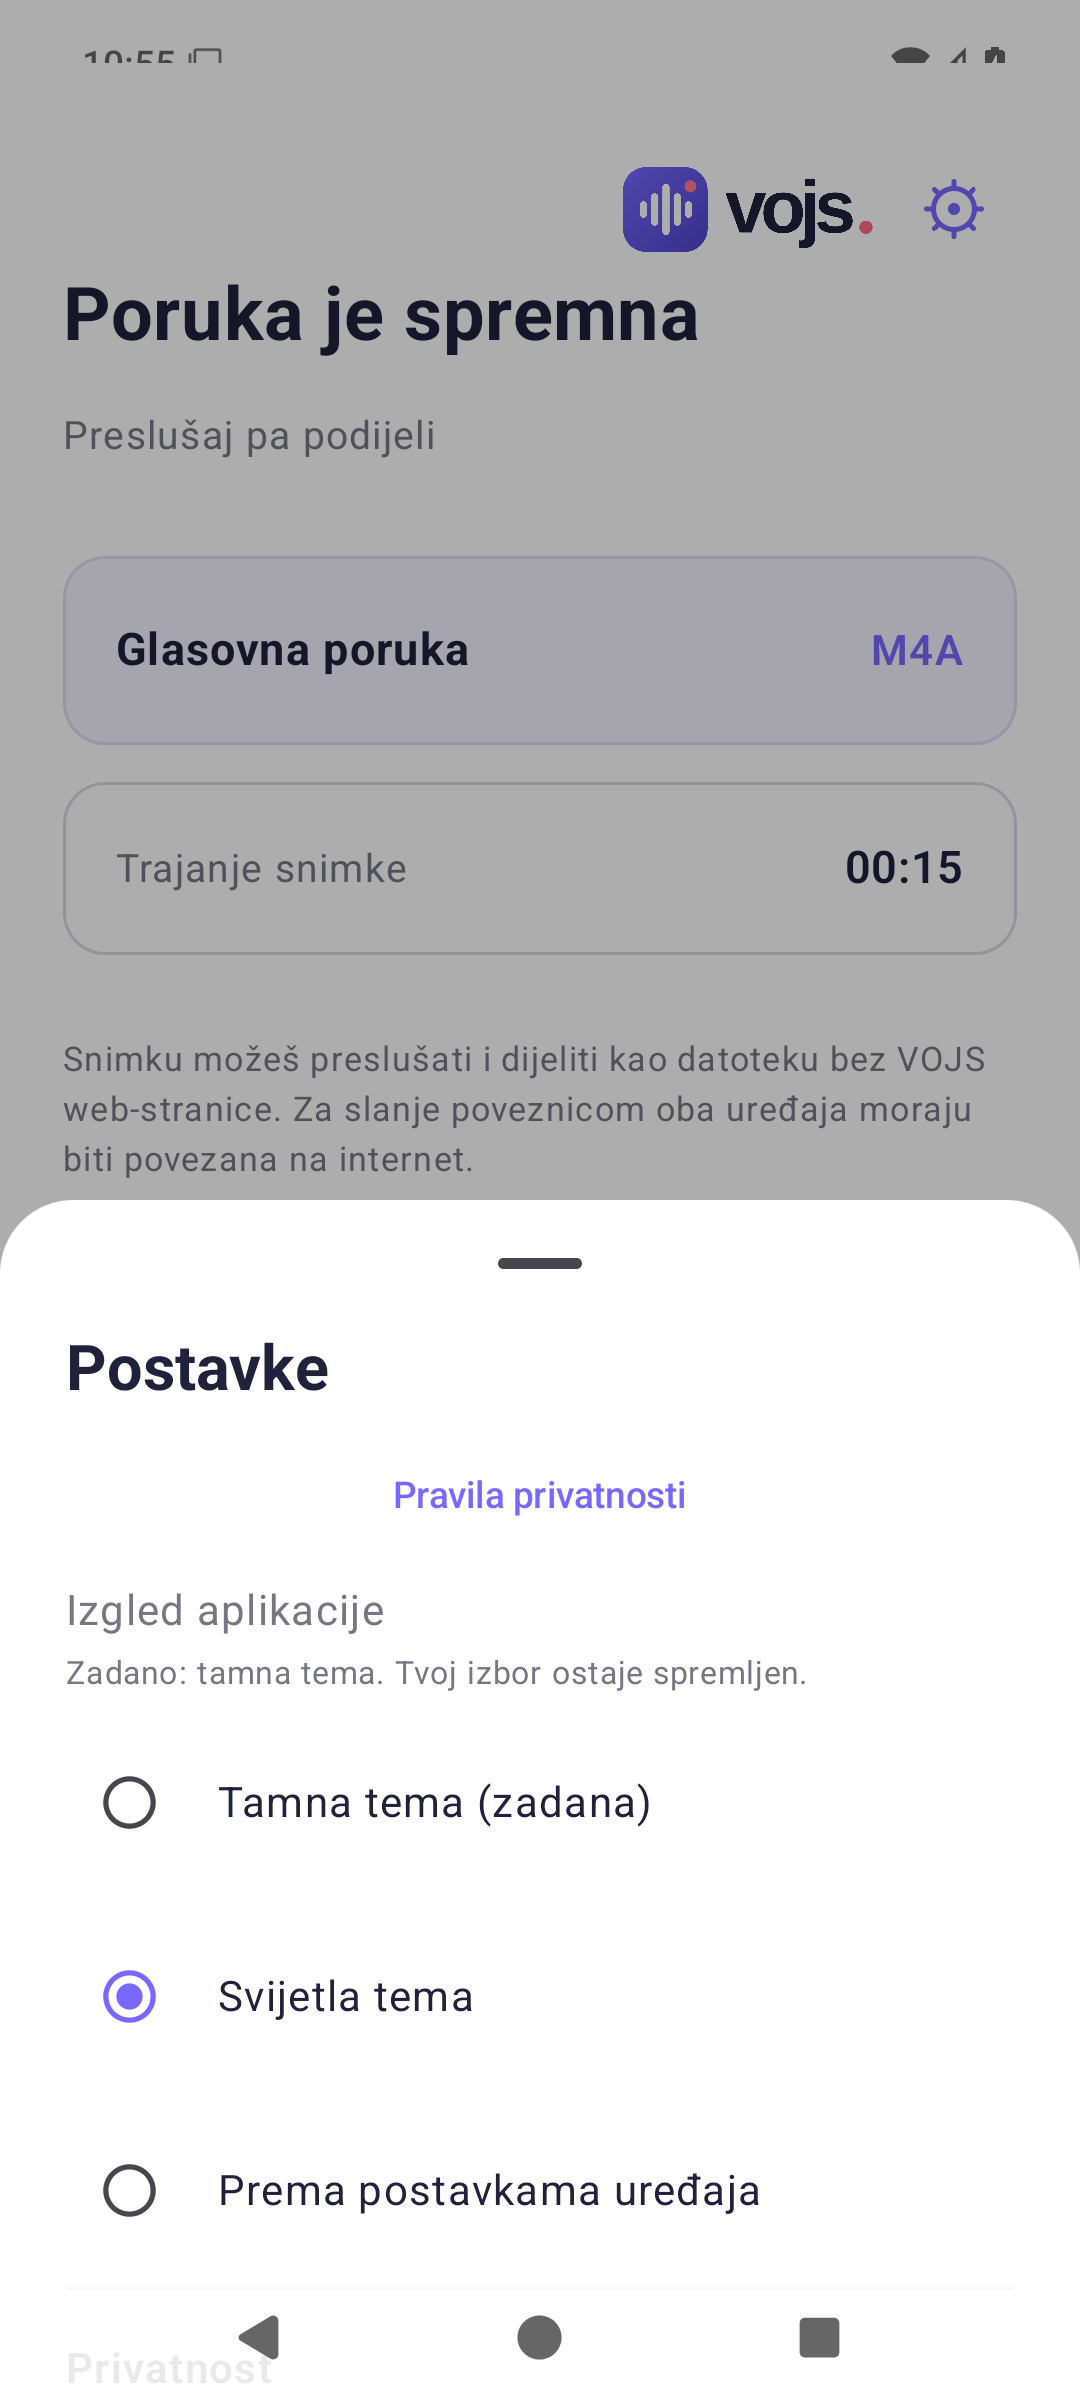 10:55
vojs.
Poruka je spremna
Preslušaj pa podijeli
Glasovna poruka M4A
Trajanje snimke 00:15
Snimku možeš preslušati i dijeliti kao datoteku bez VOJS
web-stranice. Za slanje poveznicom oba uređaja moraju
biti povezana na internet.
Postavke
Pravila privatnosti
Izgled aplikacije
Zadano: tamna tema. Tvoj izbor ostaje spremljen.
Tamna tema (zadana)
Svijetla tema
Prema postavkama uređaja
Privatnost